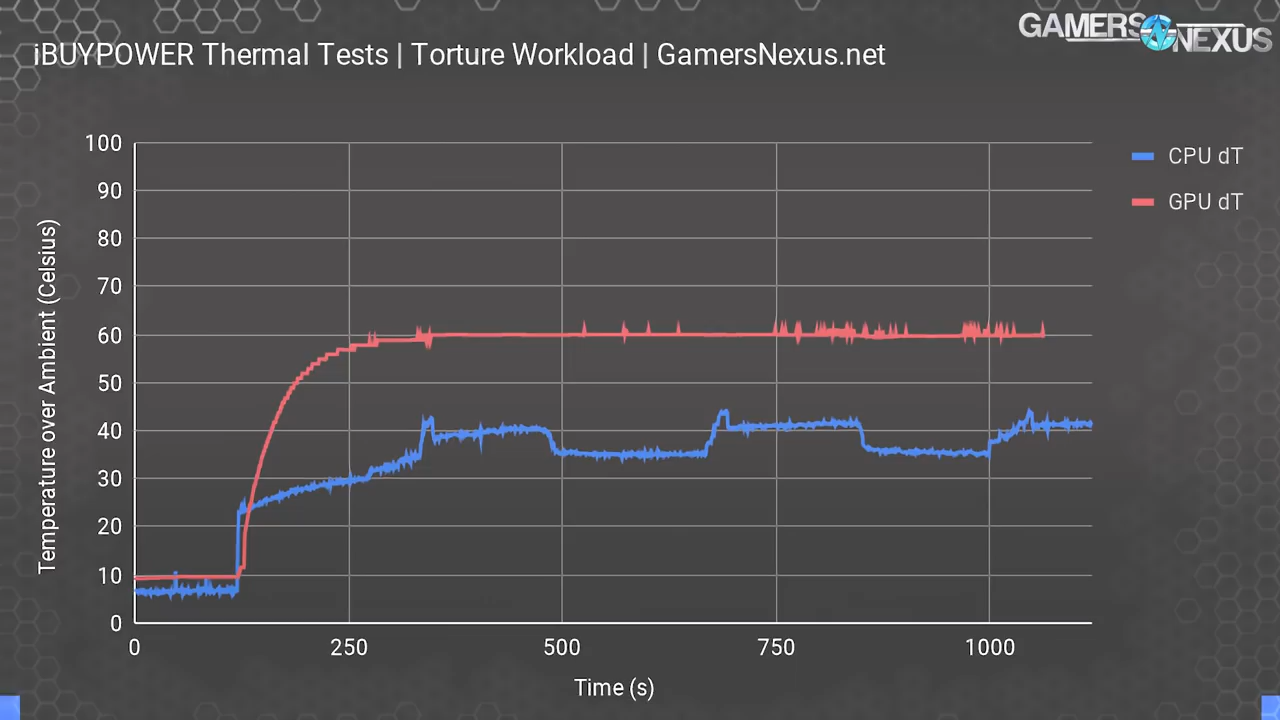 GAMERS NEXUS
iBUYPOWER Thermal Tests | Torture Workload | GamersNexus.net
CPU dT
GPU dT
Temperature over Ambient (Celsius)
100
90
80
70
60
50
40
30
20
10
0
0 250 500 750 1000
Time (s)